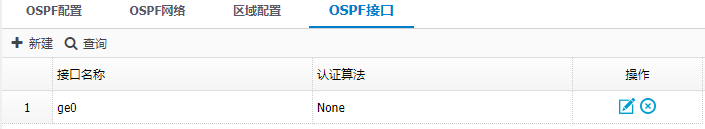 OSPF配置 OSPF网络 区域配置 OSPF接口
新建 查询
接口名称 认证算法 操作
1 ge0 None